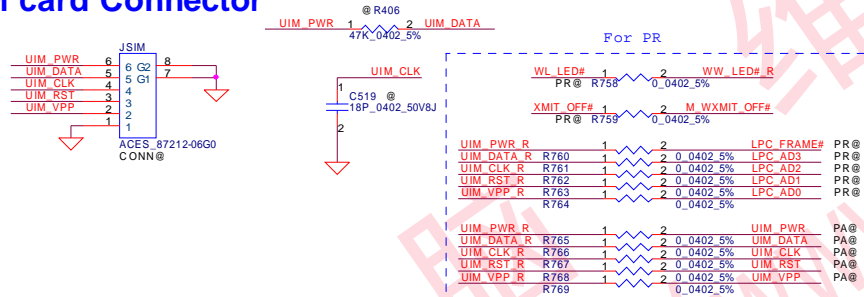 card Connector
@ R406
UIM_PWR 1 2 UIM_DATA
47K_0402_5%
For PR
JSIM
UIM_PWR 6 6 G2 8
UIM_DATA 5 5 G1 7
UIM_CLK 4 4
UIM_RST 3 3
UIM_VPP 2 2
1 1
ACES_87212-06G0
CONN@
UIM_CLK
1
C519 @
18P_0402_50V8J
2
WL_LED# 1 2 WW_LED#_R
PR@ R758 0_0402_5%
XMIT_OFF# 1 2 M_WXMIT_OFF#
PR@ R759 0_0402_5%
UIM_PWR_R 1 2 LPC_FRAME# PR@
UIM_DATA_R R760 1 2 0_0402_5% LPC_AD3 PR@
UIM_CLK_R R761 1 2 0_0402_5% LPC_AD2 PR@
UIM_RST_R R762 1 2 0_0402_5% LPC_AD1 PR@
UIM_VPP_R R763 1 2 0_0402_5% LPC_AD0 PR@
R764 0_0402_5%
UIM_PWR_R 1 2 UIM_PWR PA@
UIM_DATA_R R765 1 2 0_0402_5% UIM_DATA PA@
UIM_CLK_R R766 1 2 0_0402_5% UIM_CLK PA@
UIM_RST_R R767 1 2 0_0402_5% UIM_RST PA@
UIM_VPP_R R768 1 2 0_0402_5% UIM_VPP PA@
R769 0_0402_5%